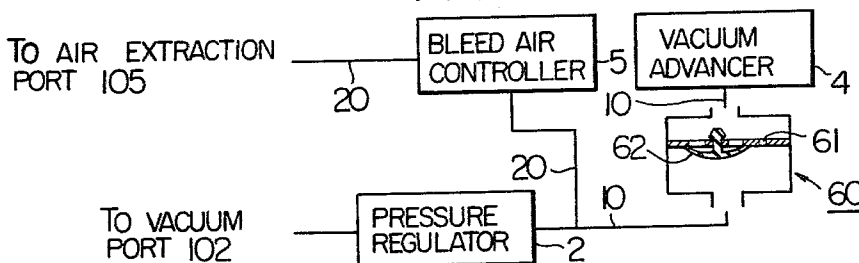 TO AIR EXTRACTION
PORT 105
20
BLEED AIR
CONTROLLER
5
VACUUM
ADVANCER
4
10
62
61
60
20
TO VACUUM
PORT 102
PRESSURE
REGULATOR
2
10